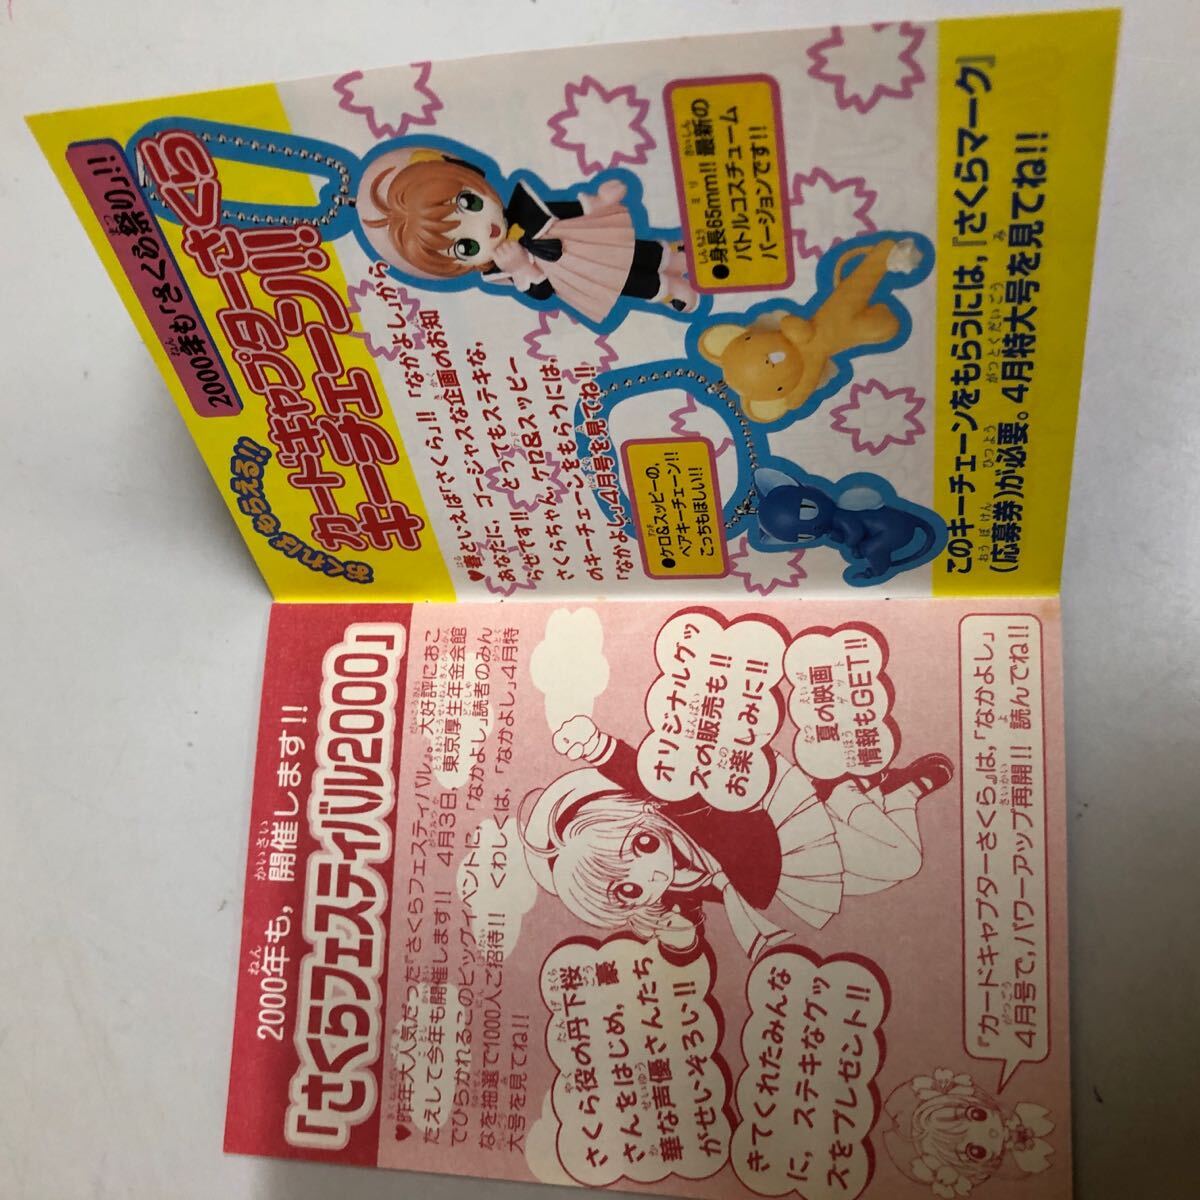 2000年も「さくら祭り」!!
ぜんいんもらえる!!
カードキャプターさくら
キーチェーン!!!
♥春といえば「さくら」!! 「なかよし」から
あなたに、ゴージャスな企画のお知
らせです!! とってもステキな、
さくらちゃん、ケロ&スッピー
のキーチェーンをもらうには、
「なかよし」4月号を見てね!!
●身長65mm!! 最新の
バトルコスチューム
バージョンです!!
●ケロ&スッピーの、
ペアキーチェーン!!
こっちもほしい!!
このキーチェーンをもらうには,『さくらマーク』
(応募券)が必要。4月特大号を見てね!!
2000年も,開催します!!
「さくらフェスティバル2000」
♥昨年大人気だった『さくらフェスティバル』。大好評におこ
たえして今年も開催します!! 4月3日,東京厚生年金会館
でひらかれるこのビッグイベントに,「なかよし」読者のみん
なを抽選で1000人ご招待!! くわしくは,「なかよし」4月特
大号を見てね!!
オリジナルグッ
ズの販売も!!
お楽しみに!!
夏の映画
情報もGET!!
さくら役の丹下桜
さんをはじめ,豪
華な声優さんたち
がせいぞろい!!
きてくれたみんな
に,ステキなグッ
ズをプレゼント!!
『カードキャプターさくら』は,「なかよし」
4月号で,パワーアップ再開!! 読んでね!!